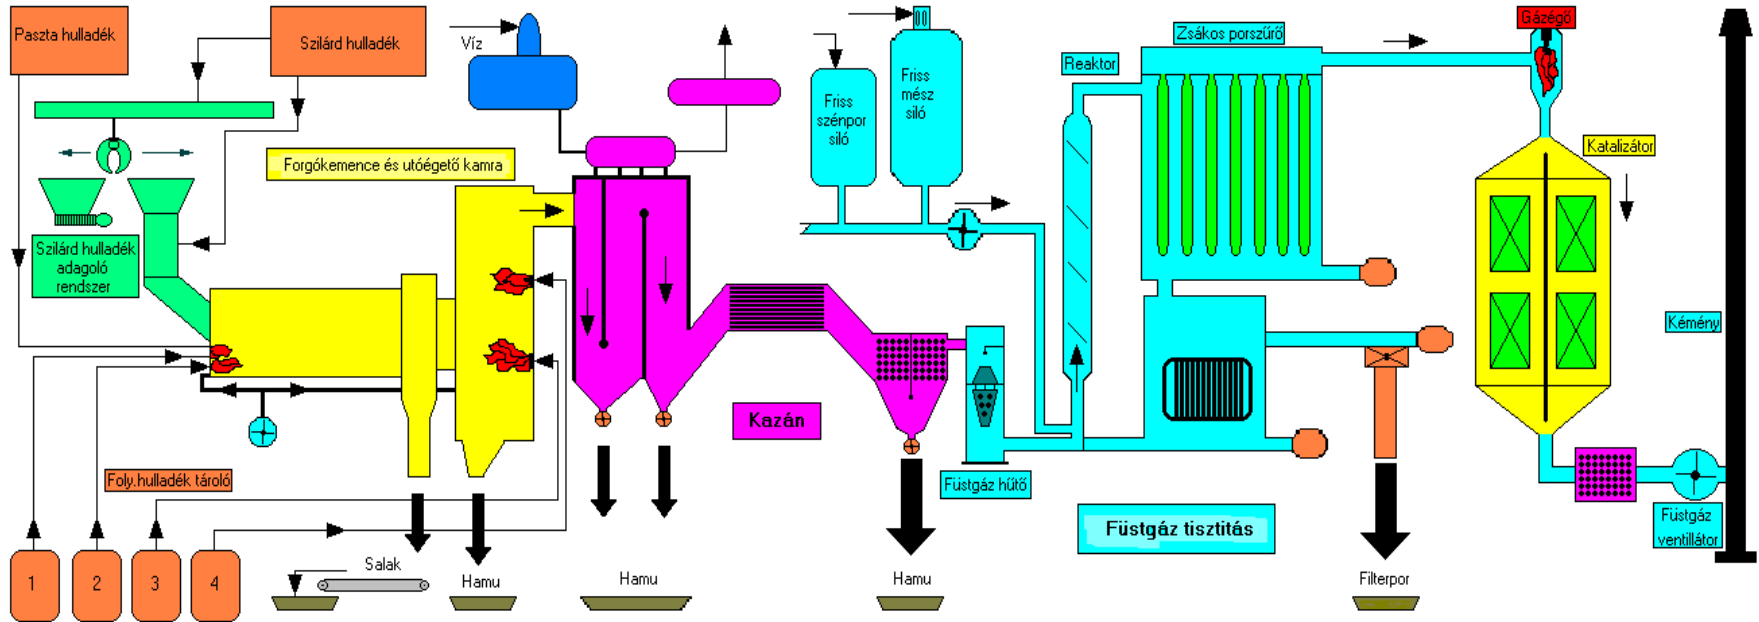 Paszta hulladék
Szilárd hulladék
Víz
Friss
szénpor
siló
Friss
mész
siló
Reaktor
Zsákos porszűrő
Gázégő
Katalizátor
Forgókemence és utóégető kamra
Szilárd hulladék
adagoló
rendszer
Kémény
Kazán
Foly.hulladék tároló
Füstgáz hűtő
Füstgáz tisztitás
Füstgáz
ventillátor
1
2
3
4
Salak
Hamu
Hamu
Hamu
Filterpor